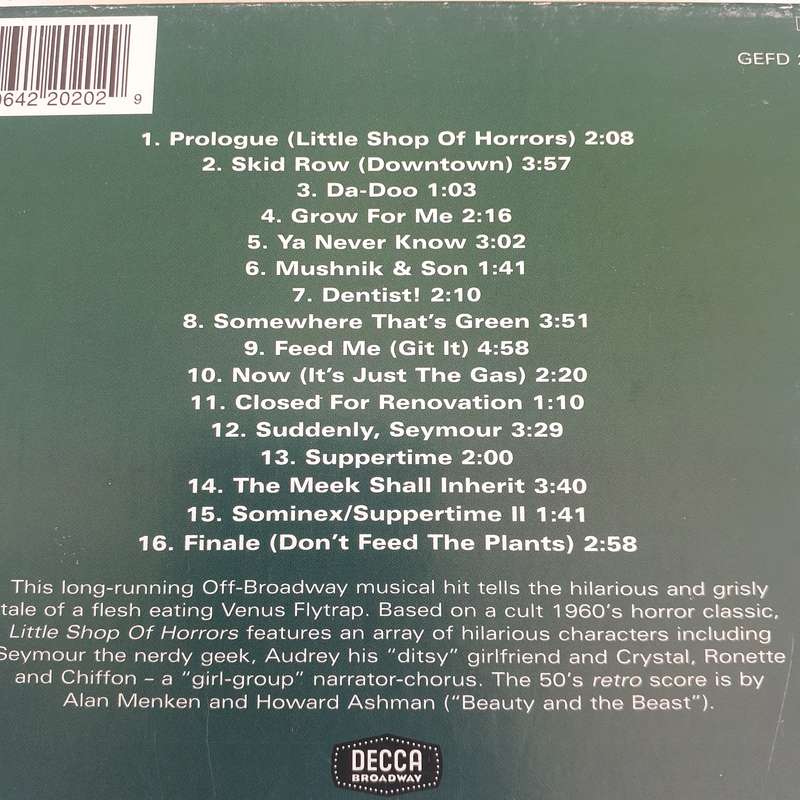 0642 20202 9
GEFD 2
1. Prologue (Little Shop Of Horrors) 2:08
2. Skid Row (Downtown) 3:57
3. Da-Doo 1:03
4. Grow For Me 2:16
5. Ya Never Know 3:02
6. Mushnik & Son 1:41
7. Dentist! 2:10
8. Somewhere That's Green 3:51
9. Feed Me (Git It) 4:58
10. Now (It's Just The Gas) 2:20
11. Closed For Renovation 1:10
12. Suddenly, Seymour 3:29
13. Suppertime 2:00
14. The Meek Shall Inherit 3:40
15. Sominex/Suppertime II 1:41
16. Finale (Don't Feed The Plants) 2:58
This long-running Off-Broadway musical hit tells the hilarious and grisly
tale of a flesh eating Venus Flytrap. Based on a cult 1960's horror classic,
Little Shop Of Horrors features an array of hilarious characters including
Seymour the nerdy geek, Audrey his "ditsy" girlfriend and Crystal, Ronette
and Chiffon – a "girl-group" narrator-chorus. The 50's retro score is by
Alan Menken and Howard Ashman ("Beauty and the Beast").
DECCA
BROADWAY